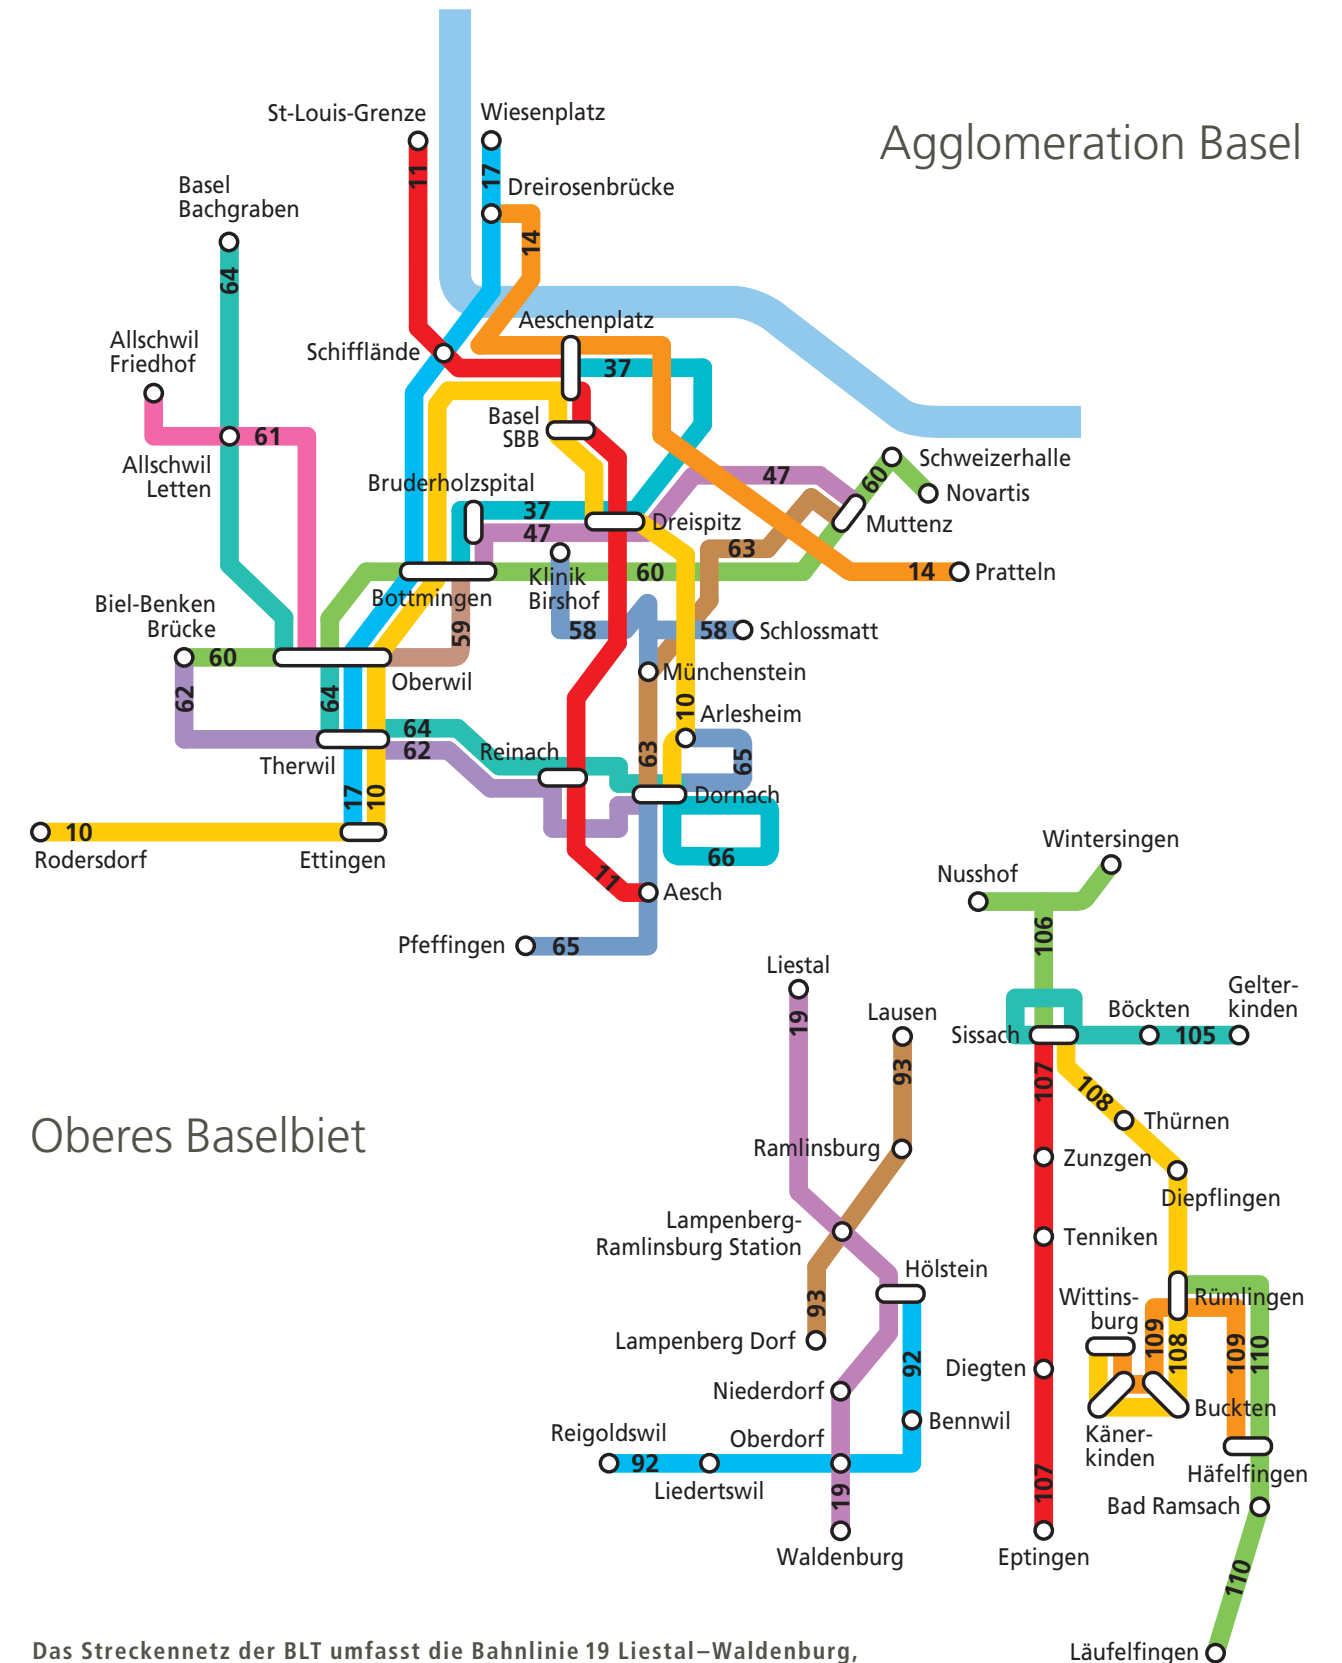 St-Louis-Grenze
Wiesenplatz
Agglomeration Basel
11
17
Dreirosenbrücke
Basel
Bachgraben
14
64
Aeschenplatz
Allschwil
Friedhof
Schifflände
37
Basel
SBB
61
Allschwil
Letten
Schweizerhalle
60
47
Novartis
Bruderholzspital
37
47
Dreispitz
Muttenz
63
Klinik
Birshof
60
14
Pratteln
Bottmingen
Biel-Benken
Brücke
59
58
58
Schlossmatt
60
Oberwil
Münchenstein
62
64
10
Arlesheim
64
62
Reinach
63
65
Therwil
17
10
Dornach
10
Rodersdorf
Ettingen
66
11
Aesch
Pfeffingen
65
Wintersingen
Nusshof
106
Liestal
19
Lausen
93
Sissach
Böckten
105
Gelter-
kinden
107
108
Thürnen
Oberes Baselbiet
Ramlinsburg
Zunzgen
Diepflingen
Lampenberg-
Ramlinsburg Station
Tenniken
Hölstein
93
Lampenberg Dorf
Wittins-
burg
Rümlingen
109
108
109
110
92
Niederdorf
Diegten
Bennwil
Buckten
Käner-
kinden
Reigoldswil
92
Oberdorf
Liedertswil
Häfelfingen
19
107
Bad Ramsach
Waldenburg
Eptingen
110
Läufelfingen
Das Streckennetz der BLT umfasst die Bahnlinie 19 Liestal–Waldenburg,